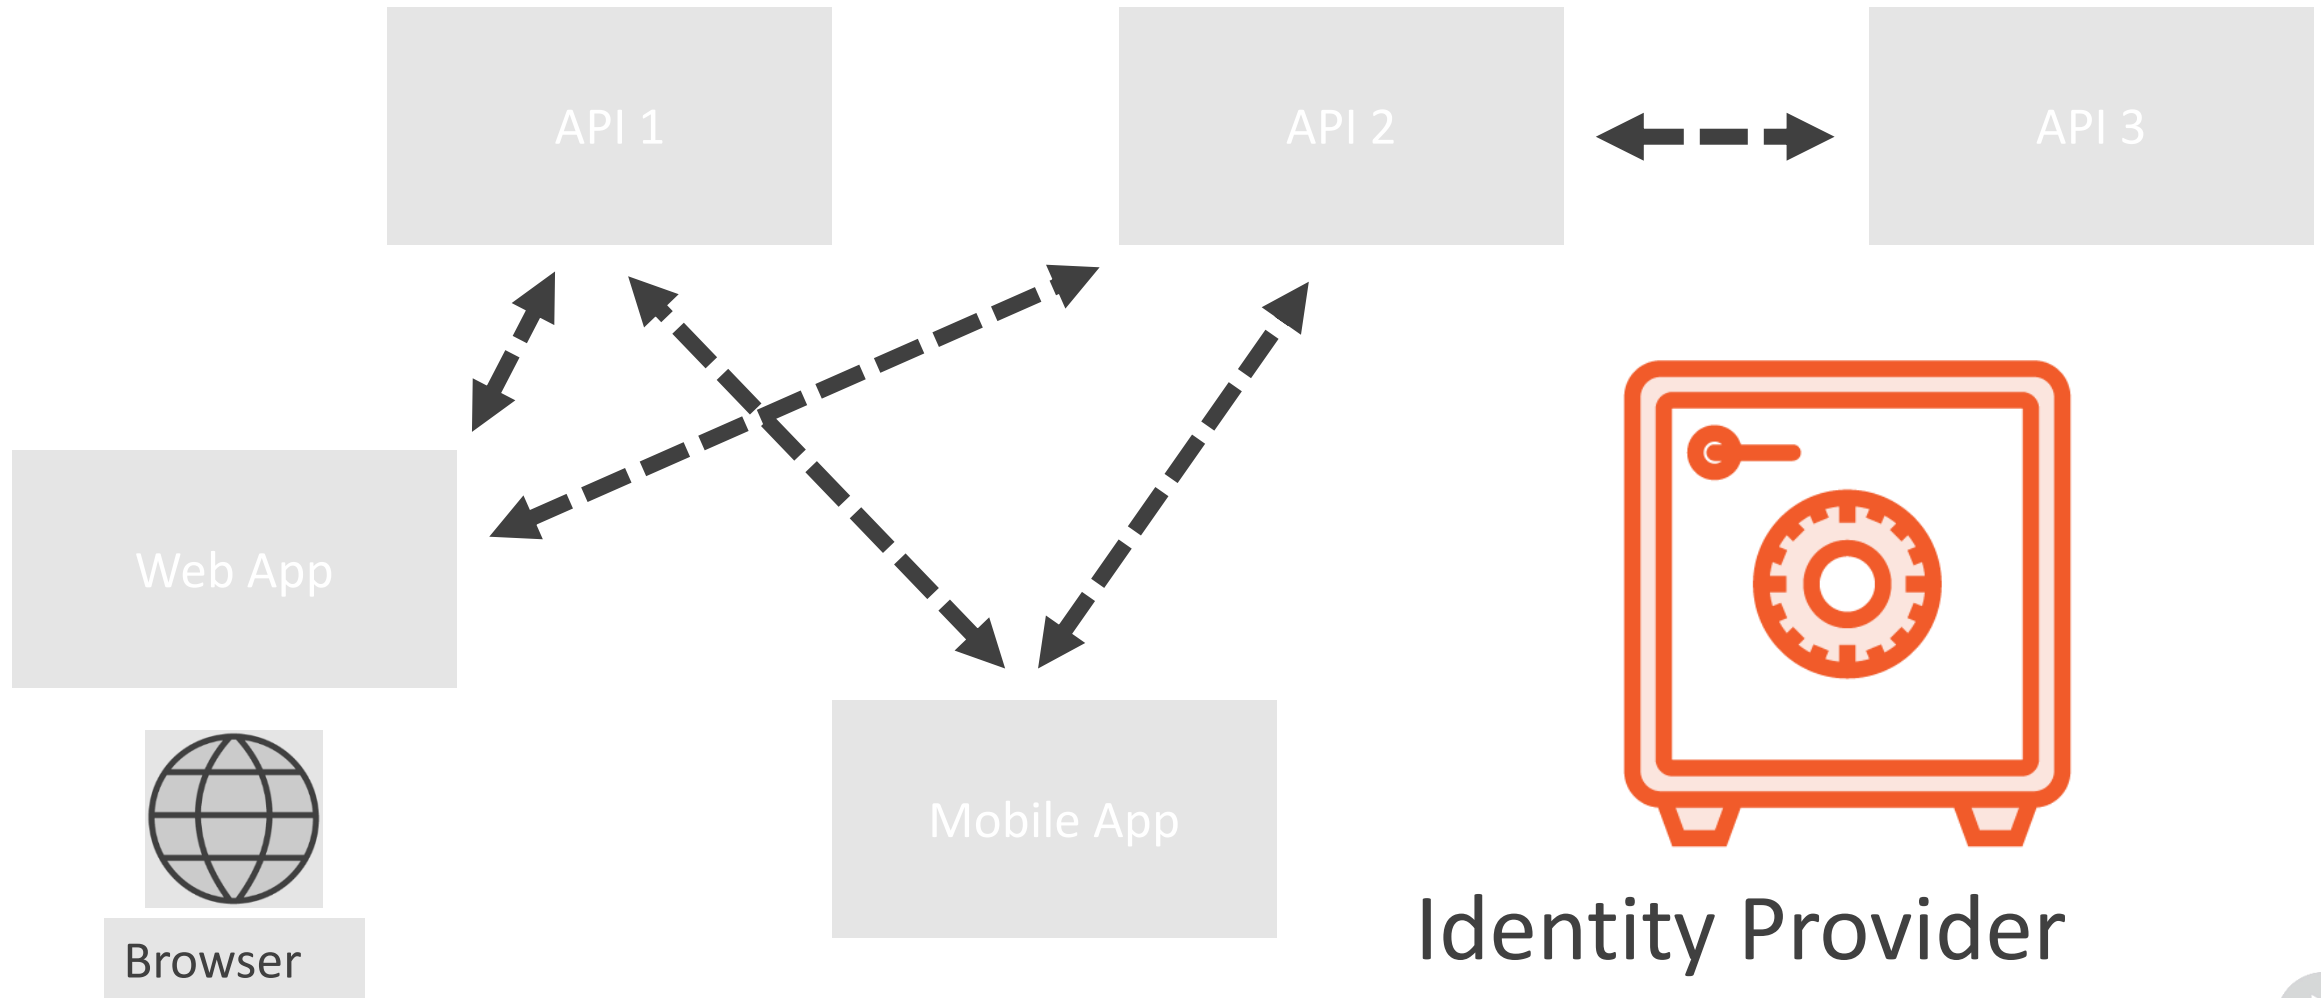 API 1
API 2
API 3
Web App
Mobile App
Browser
Identity Provider